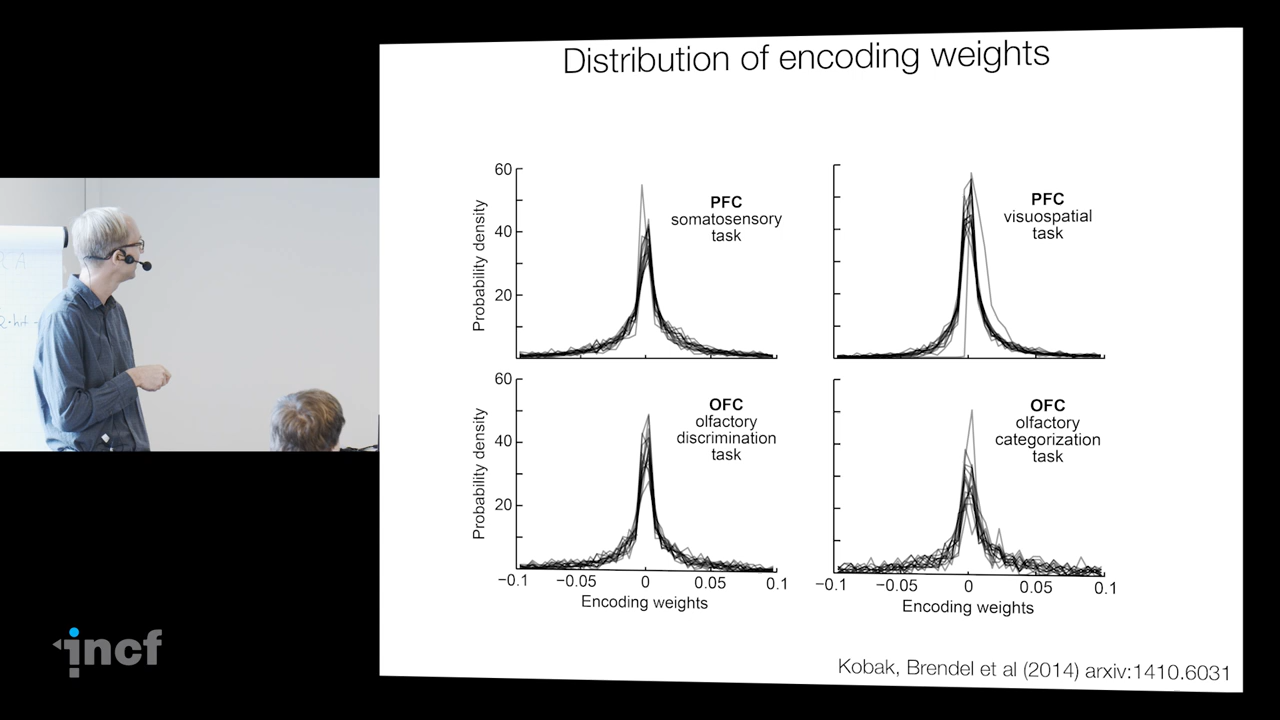 Distribution of encoding weights
60
40
20
Probability density
PFC
somatosensory
task
PFC
visuospatial
task
60
40
20
Probability density
OFC
olfactory
discrimination
task
OFC
olfactory
categorization
task
−0.1 −0.05 0 0.05 0.1
Encoding weights
−0.1 −0.05 0 0.05 0.1
Encoding weights
Kobak, Brendel et al (2014) arxiv:1410.6031
incf